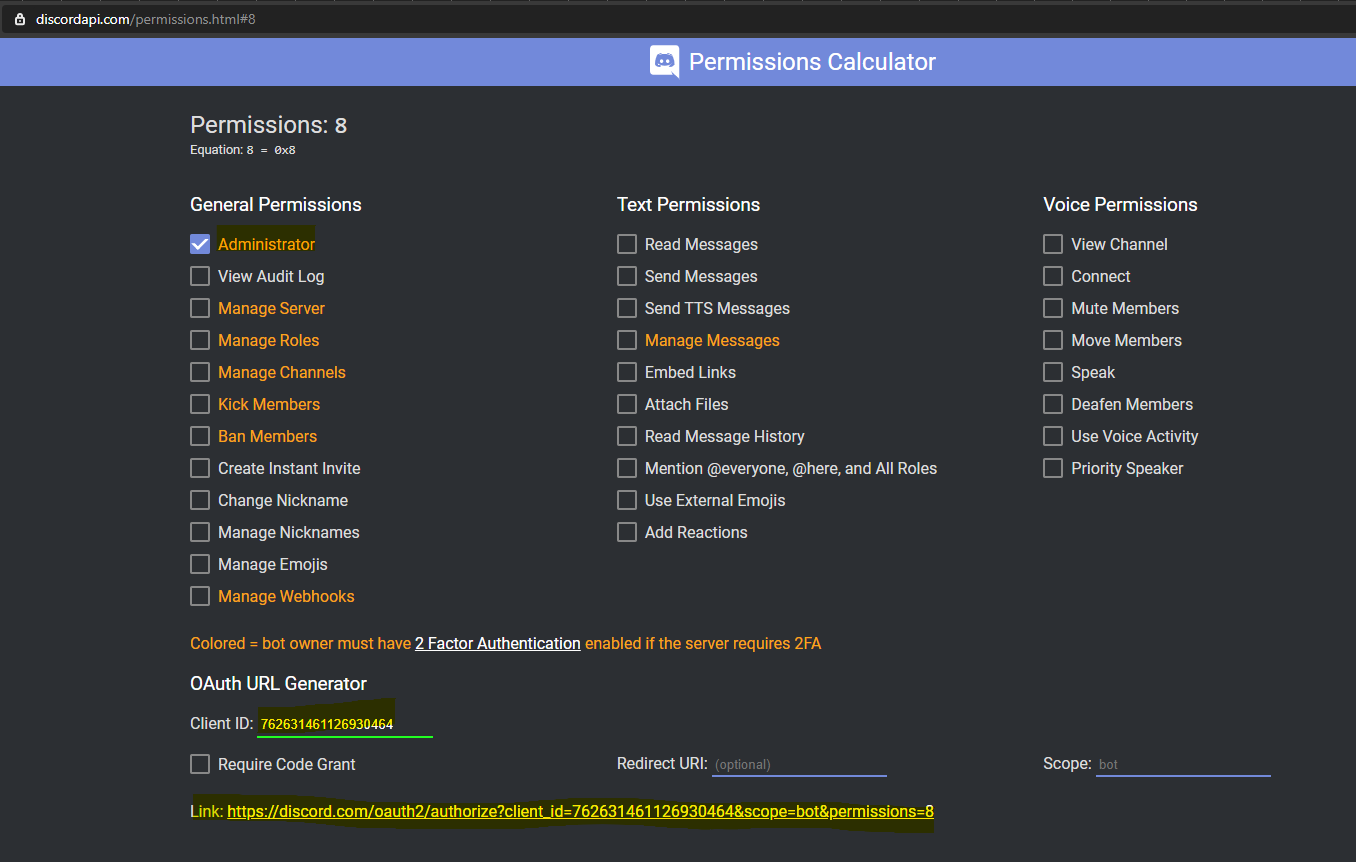 discordapi.com/permissions.html#8
Permissions Calculator
Permissions: 8
Equation: 8 = 0x8
General Permissions
Administrator
View Audit Log
Manage Server
Manage Roles
Manage Channels
Kick Members
Ban Members
Create Instant Invite
Change Nickname
Manage Nicknames
Manage Emojis
Manage Webhooks
Text Permissions
Read Messages
Send Messages
Send TTS Messages
Manage Messages
Embed Links
Attach Files
Read Message History
Mention @everyone, @here, and All Roles
Use External Emojis
Add Reactions
Voice Permissions
View Channel
Connect
Mute Members
Move Members
Speak
Deafen Members
Use Voice Activity
Priority Speaker
Colored = bot owner must have 2 Factor Authentication enabled if the server requires 2FA
OAuth URL Generator
Client ID: 762631461126930464
Require Code Grant
Redirect URI: (optional)
Scope: bot
Link: https://discord.com/oauth2/authorize?client_id=762631461126930464&scope=bot&permissions=8